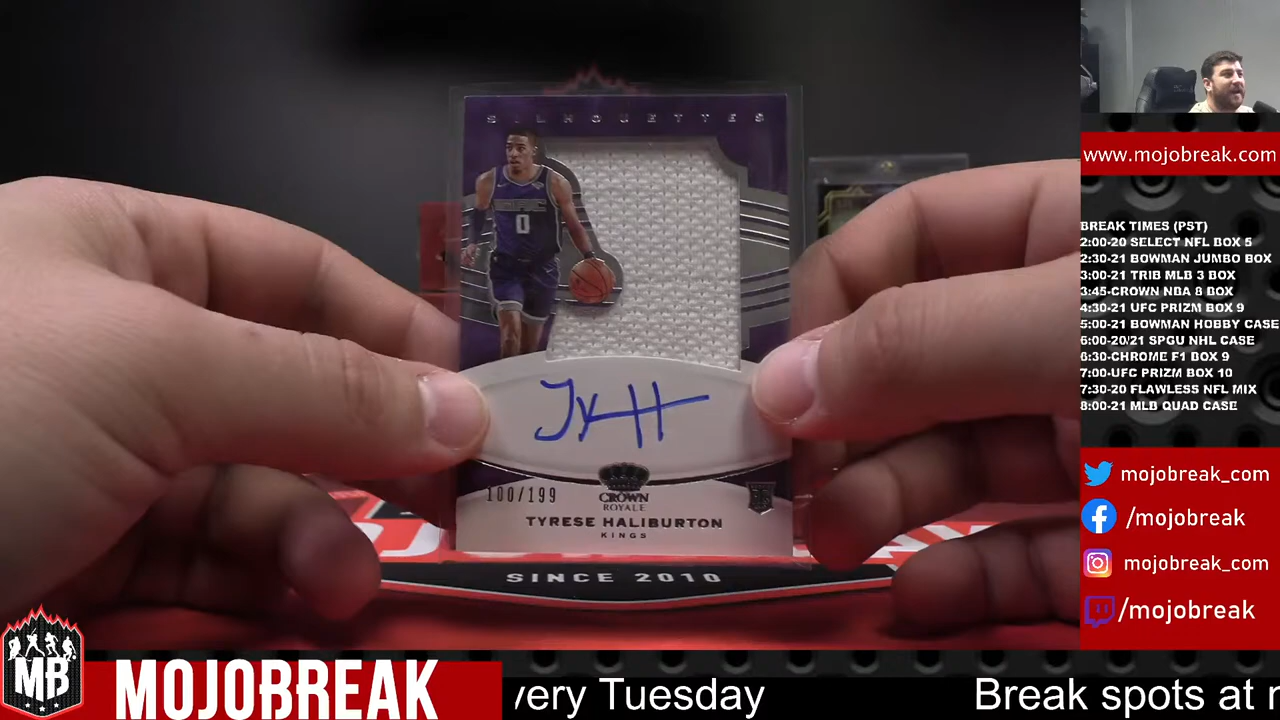 SILHOUETTES
0
100/199
CROWN
ROYALE
TYRESE HALIBURTON
KINGS
SINCE 2010
www.mojobreak.com
BREAK TIMES (PST)
2:00-20 SELECT NFL BOX 5
2:30-21 BOWMAN JUMBO BOX
3:00-21 TRIB MLB 3 BOX
3:45-CROWN NBA 8 BOX
4:30-21 UFC PRIZM BOX 9
5:00-21 BOWMAN HOBBY CASE
6:00-20/21 SPGU NHL CASE
6:30-CHROME F1 BOX 9
7:00-UFC PRIZM BOX 10
7:30-20 FLAWLESS NFL MIX
8:00-21 MLB QUAD CASE
mojobreak_com
/mojobreak
mojobreak_com
/mojobreak
MB
MOJOBREAK
very Tuesday
Break spots at